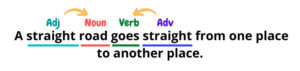 Adj Noun Verb Adv
A straight road goes straight from one place
to another place.